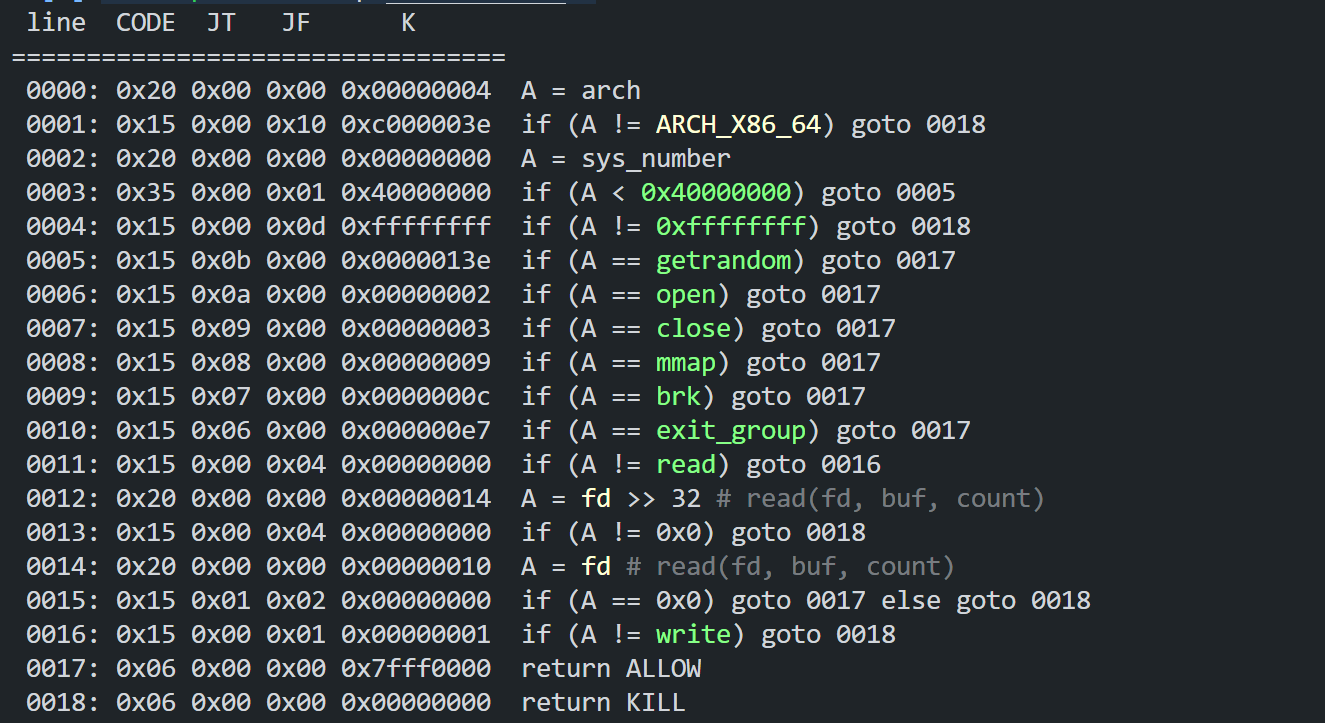 line CODE JT JF K
=================================
0000: 0x20 0x00 0x00 0x00000004 A = arch
0001: 0x15 0x00 0x10 0xc000003e if (A != ARCH_X86_64) goto 0018
0002: 0x20 0x00 0x00 0x00000000 A = sys_number
0003: 0x35 0x00 0x01 0x40000000 if (A < 0x40000000) goto 0005
0004: 0x15 0x00 0x0d 0xffffffff if (A != 0xffffffff) goto 0018
0005: 0x15 0x0b 0x00 0x0000013e if (A == getrandom) goto 0017
0006: 0x15 0x0a 0x00 0x00000002 if (A == open) goto 0017
0007: 0x15 0x09 0x00 0x00000003 if (A == close) goto 0017
0008: 0x15 0x08 0x00 0x00000009 if (A == mmap) goto 0017
0009: 0x15 0x07 0x00 0x0000000c if (A == brk) goto 0017
0010: 0x15 0x06 0x00 0x000000e7 if (A == exit_group) goto 0017
0011: 0x15 0x00 0x04 0x00000000 if (A != read) goto 0016
0012: 0x20 0x00 0x00 0x00000014 A = fd >> 32 # read(fd, buf, count)
0013: 0x15 0x00 0x04 0x00000000 if (A != 0x0) goto 0018
0014: 0x20 0x00 0x00 0x00000010 A = fd # read(fd, buf, count)
0015: 0x15 0x01 0x02 0x00000000 if (A == 0x0) goto 0017 else goto 0018
0016: 0x15 0x00 0x01 0x00000001 if (A != write) goto 0018
0017: 0x06 0x00 0x00 0x7fff0000 return ALLOW
0018: 0x06 0x00 0x00 0x00000000 return KILL